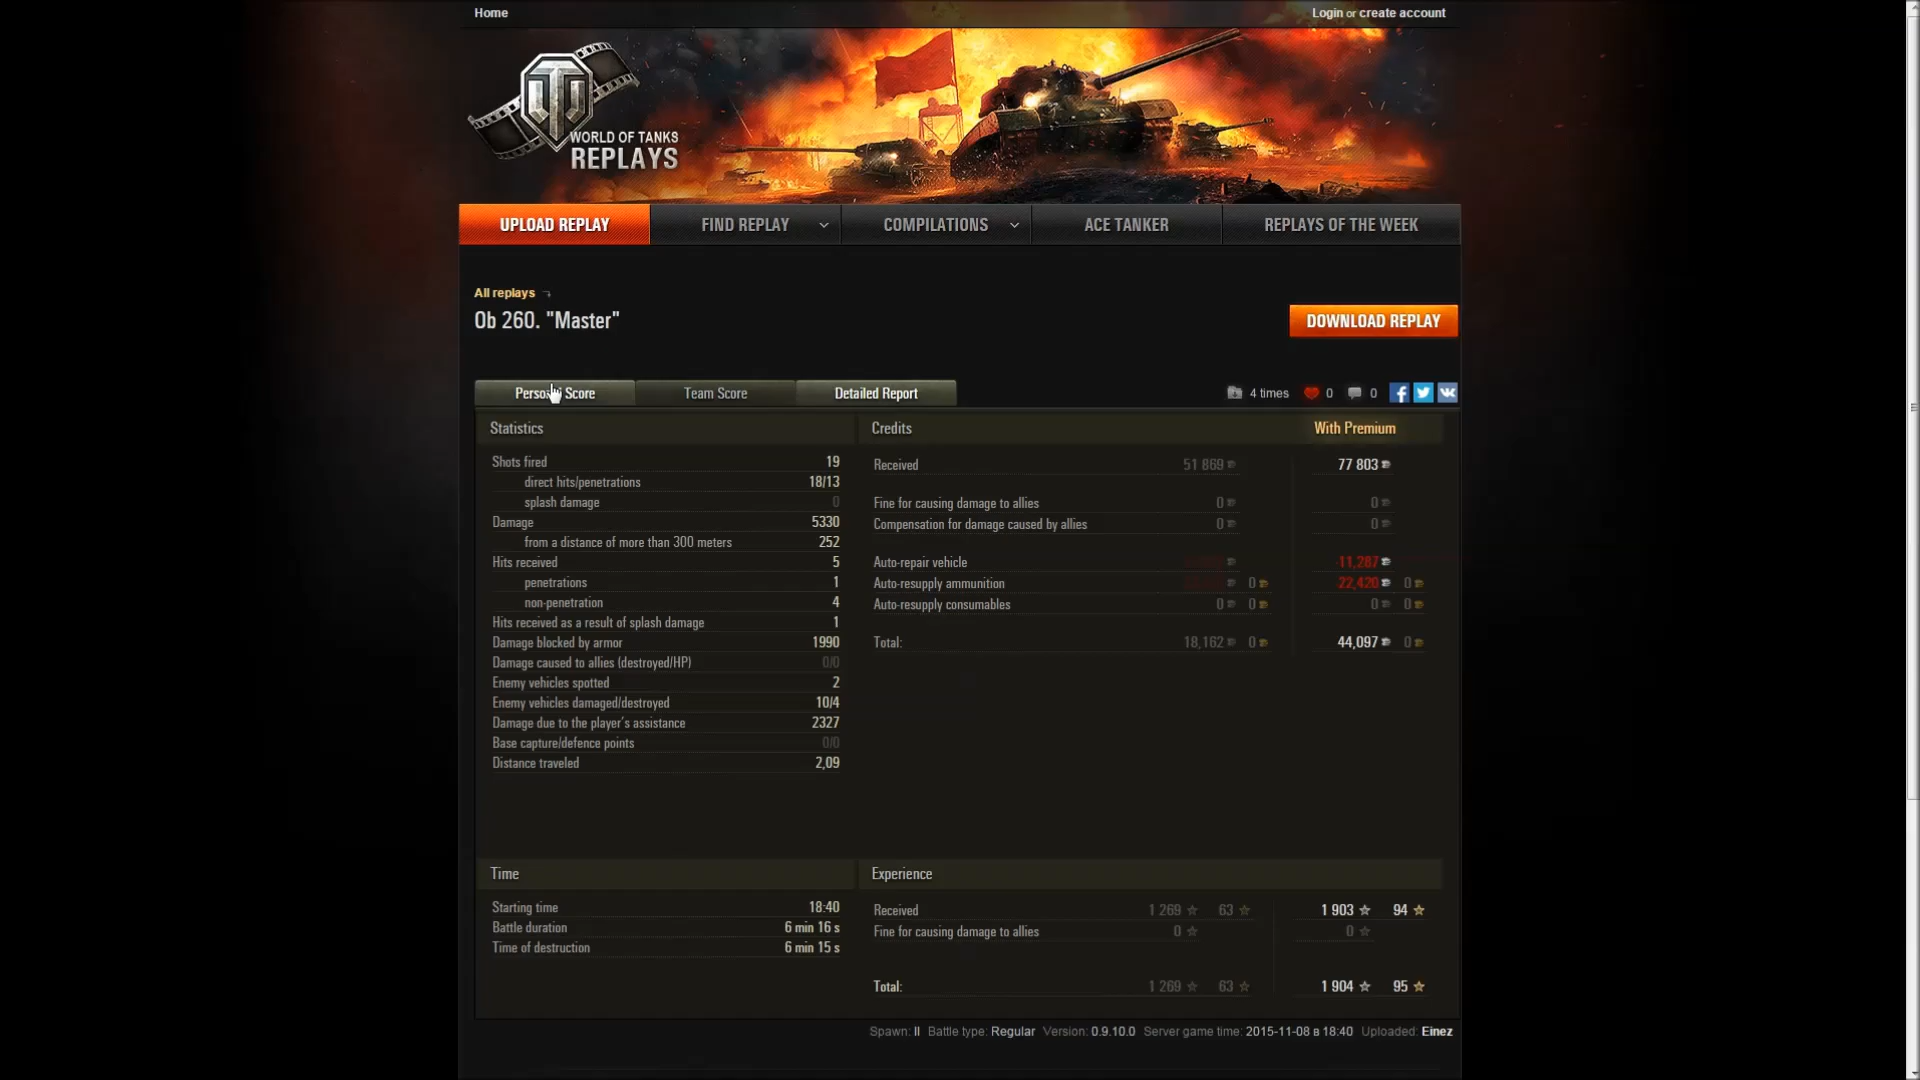 Home
Login or create account
WORLD OF TANKS
REPLAYS
UPLOAD REPLAY
FIND REPLAY
COMPILATIONS
ACE TANKER
REPLAYS OF THE WEEK
All replays
Ob 260. "Master"
DOWNLOAD REPLAY
Score
Team Score
Detailed Report
4 times
0
0
Statistics
Shots fired 19
direct hits/penetrations 18/13
splash damage 0
Damage 5330
from a distance of more than 300 meters 252
Hits received 5
penetrations 1
non-penetration 4
Hits received as a result of splash damage 1
Damage blocked by armor 1990
Damage caused to allies (destroyed/HP) 0/0
Enemy vehicles spotted 2
Enemy vehicles damaged/destroyed 10/4
Damage due to the player's assistance 2327
Base capture/defence points 0/0
Distance traveled 2,09
Credits With Premium
Received 51 869 77 803
Fine for causing damage to allies 0 0
Compensation for damage caused by allies 0 0
Auto-repair vehicle -11,287
Auto-resupply ammunition 0 -22,420 0
Auto-resupply consumables 0 0 0 0
Total: 18,162 0 44,097 0
Time
Starting time 18:40
Battle duration 6 min 16 s
Time of destruction 6 min 15 s
Experience
Received 1 269 63 1 903 94
Fine for causing damage to allies 0 0
Total: 1 269 63 1 904 95
Spawn: II Battle type: Regular Version: 0.9.10.0 Server game time: 2015-11-08 в 18:40 Uploaded: Einez